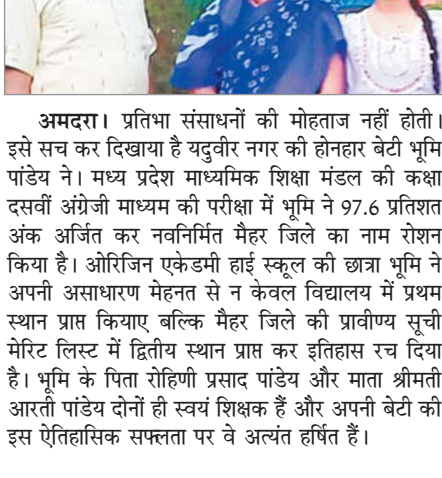 अमदरा। प्रतिभा संसाधनों की मोहताज नहीं होती।
इसे सच कर दिखाया है यदुवीर नगर की होनहार बेटी भूमि
पांडेय ने। मध्य प्रदेश माध्यमिक शिक्षा मंडल की कक्षा
दसवीं अंग्रेजी माध्यम की परीक्षा में भूमि ने 97.6 प्रतिशत
अंक अर्जित कर नवनिर्मित मैहर जिले का नाम रोशन
किया है। ओरिजिन एकेडमी हाई स्कूल की छात्रा भूमि ने
अपनी असाधारण मेहनत से न केवल विद्यालय में प्रथम
स्थान प्राप्त कियाए बल्कि मैहर जिले की प्रावीण्य सूची
मेरिट लिस्ट में द्वितीय स्थान प्राप्त कर इतिहास रच दिया
है। भूमि के पिता रोहिणी प्रसाद पांडेय और माता श्रीमती
आरती पांडेय दोनों ही स्वयं शिक्षक हैं और अपनी बेटी की
इस ऐतिहासिक सफ्लता पर वे अत्यंत हर्षित हैं।